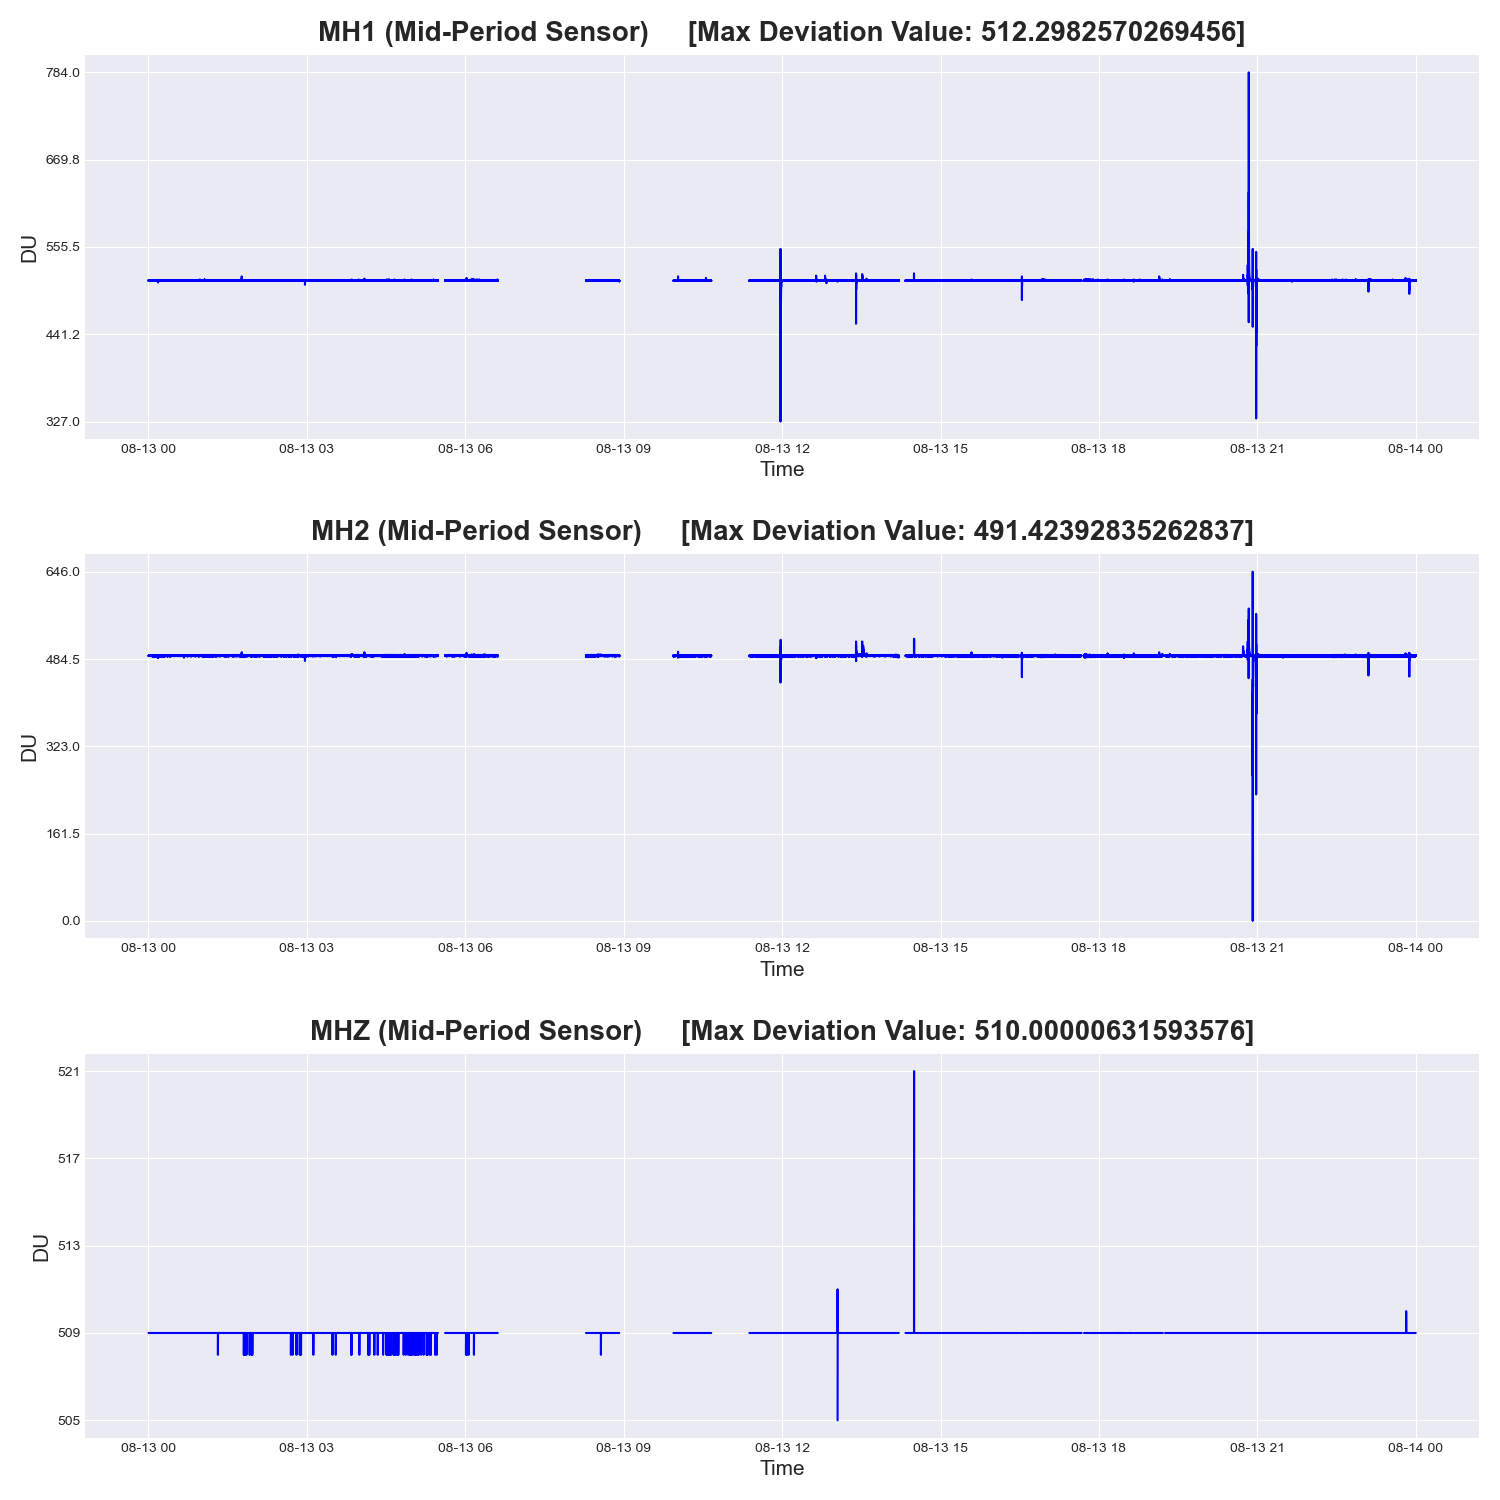 MH1 (Mid-Period Sensor) [Max Deviation Value: 512.2982570269456]
784.0
669.8
555.5
441.2
327.0
DU
08-13 00 08-13 03 08-13 06 08-13 09 08-13 12 08-13 15 08-13 18 08-13 21 08-14 00
Time
MH2 (Mid-Period Sensor) [Max Deviation Value: 491.42392835262837]
646.0
484.5
323.0
161.5
0.0
DU
08-13 00 08-13 03 08-13 06 08-13 09 08-13 12 08-13 15 08-13 18 08-13 21 08-14 00
Time
MHZ (Mid-Period Sensor) [Max Deviation Value: 510.00000631593576]
521
517
513
509
505
DU
08-13 00 08-13 03 08-13 06 08-13 09 08-13 12 08-13 15 08-13 18 08-13 21 08-14 00
Time